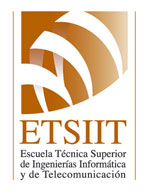 ETSIIT
Escuela Técnica Superior
de Ingenierías Informática
y de Telecomunicación